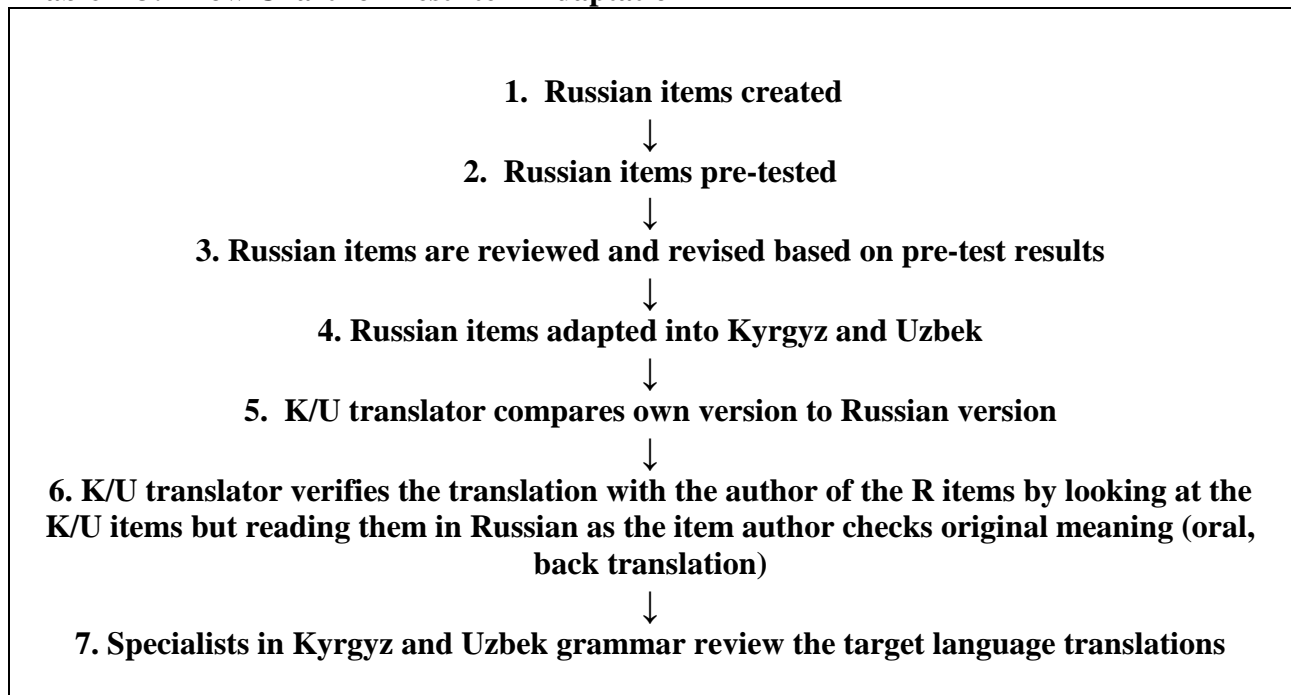 1. Russian items created
↓
2. Russian items pre-tested
↓
3. Russian items are reviewed and revised based on pre-test results
↓
4. Russian items adapted into Kyrgyz and Uzbek
↓
5. K/U translator compares own version to Russian version
↓
6. K/U translator verifies the translation with the author of the R items by looking at the
K/U items but reading them in Russian as the item author checks original meaning (oral,
back translation)
↓
7. Specialists in Kyrgyz and Uzbek grammar review the target language translations